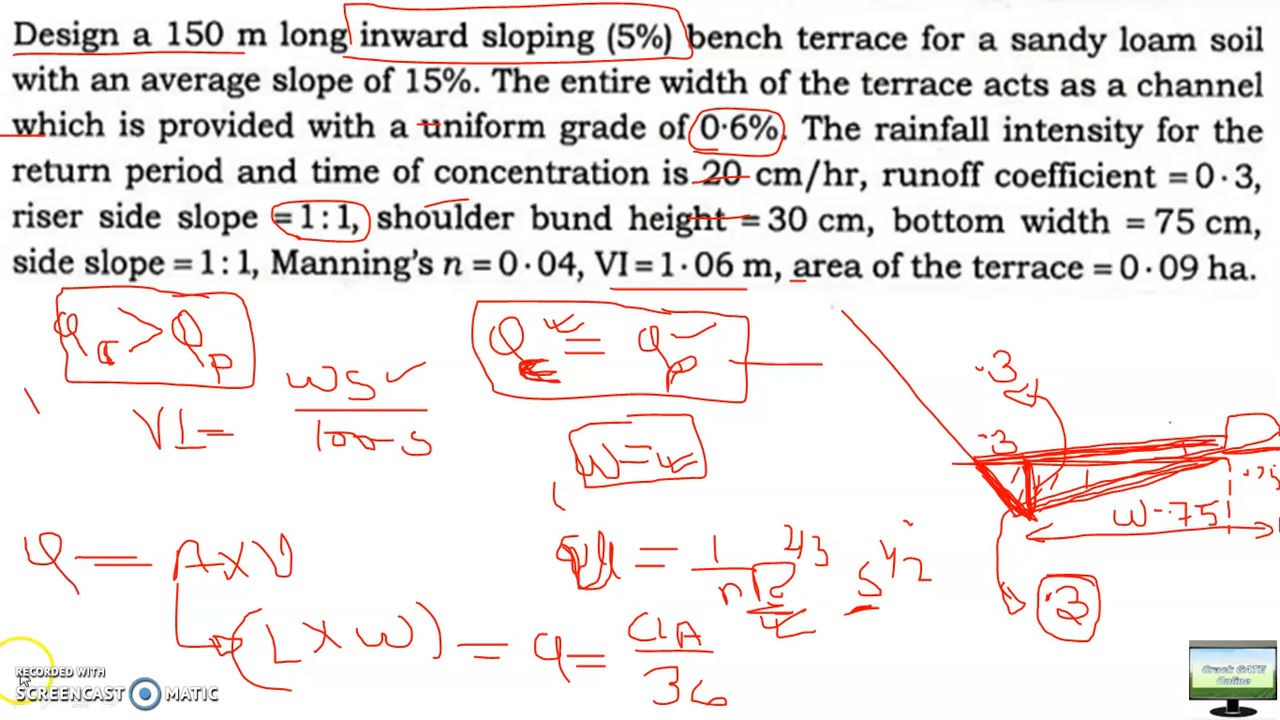 Design a 150 m long inward sloping (5%) bench terrace for a sandy loam soil
with an average slope of 15%. The entire width of the terrace acts as a channel
which is provided with a uniform grade of 0·6%. The rainfall intensity for the
return period and time of concentration is 20 cm/hr, runoff coefficient = 0·3,
riser side slope = 1 : 1, shoulder bund height = 30 cm, bottom width = 75 cm,
side slope = 1 : 1, Manning's n = 0·04, VI = 1·06 m, area of the terrace = 0·09 ha.
VI =
WS
100-S
W =
·3
·3
W-·75
·3
Q = A×V
= 1/n R^2/3 S^1/2
(L × W) = q = CIA/36
RECORDED WITH
SCREENCAST MATIC
Crack GATE
Online